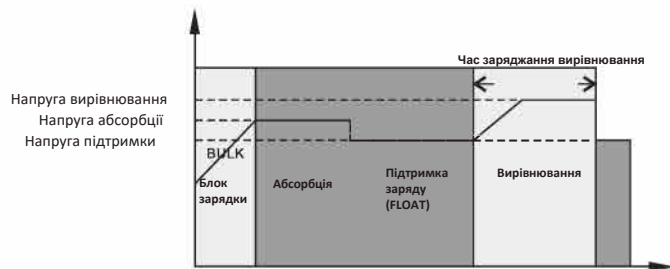 Час заряджання вирівнювання
Напруга вирівнювання
Напруга абсорбції
Напруга підтримки
BULK
Блок
зарядки
Абсорбція
Підтримка
заряду
(FLOAT)
Вирівнювання